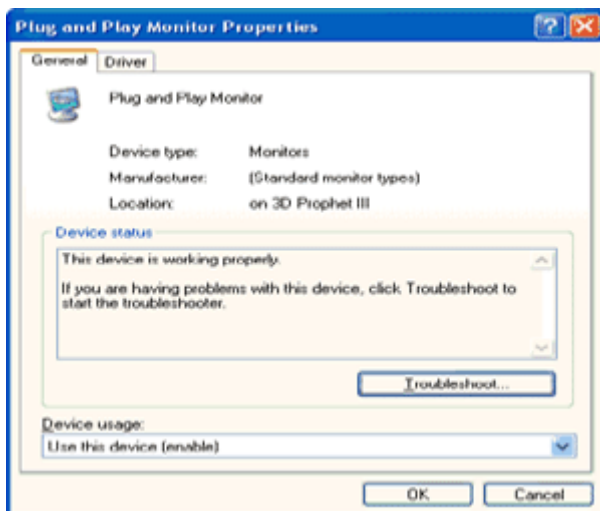 Plug and Play Monitor Properties
General Driver
Plug and Play Monitor
Device type: Monitors
Manufacturer: (Standard monitor types)
Location: on 3D Prophet III
Device status
This device is working properly.
If you are having problems with this device, click Troubleshoot to
start the troubleshooter.
Troubleshoot...
Device usage:
Use this device (enable)
OK Cancel